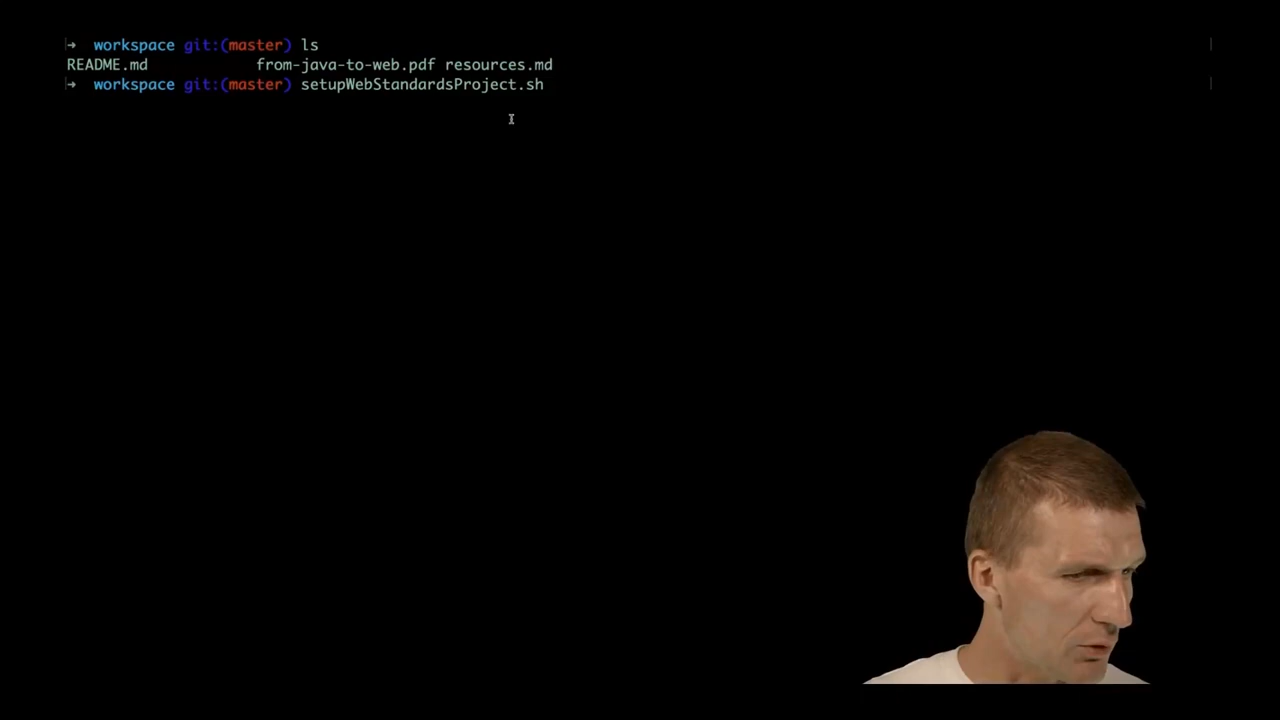 → workspace git:(master) ls
README.md from-java-to-web.pdf resources.md
→ workspace git:(master) setupWebStandardsProject.sh